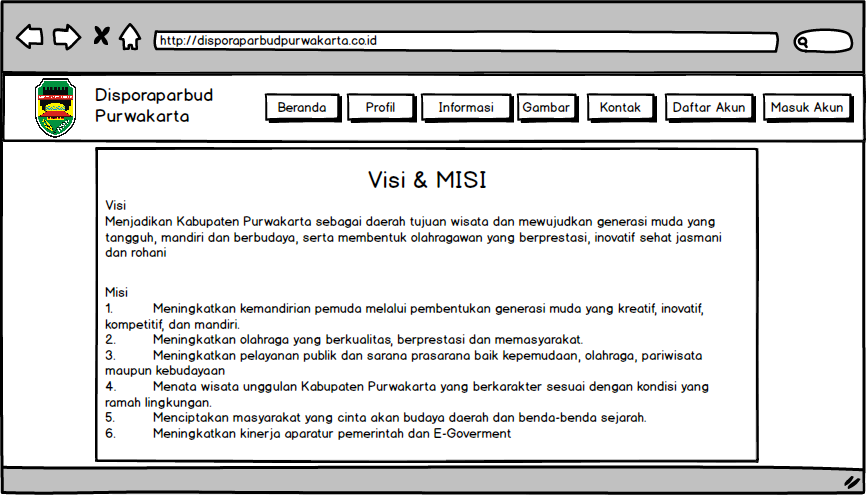 http://disporaparbudpurwakarta.co.id
Disporaparbud
Purwakarta
Beranda
Profil
Informasi
Gambar
Kontak
Daftar Akun
Masuk Akun
Visi & MISI
Visi
Menjadikan Kabupaten Purwakarta sebagai daerah tujuan wisata dan mewujudkan generasi muda yang
tangguh, mandiri dan berbudaya, serta membentuk olahragawan yang berprestasi, inovatif sehat jasmani
dan rohani
Misi
1. Meningkatkan kemandirian pemuda melalui pembentukan generasi muda yang kreatif, inovatif,
kompetitif, dan mandiri.
2. Meningkatkan olahraga yang berkualitas, berprestasi dan memasyarakat.
3. Meningkatkan pelayanan publik dan sarana prasarana baik kepemudaan, olahraga, pariwisata
maupun kebudayaan
4. Menata wisata unggulan Kabupaten Purwakarta yang berkarakter sesuai dengan kondisi yang
ramah lingkungan.
5. Menciptakan masyarakat yang cinta akan budaya daerah dan benda-benda sejarah.
6. Meningkatkan kinerja aparatur pemerintah dan E-Goverment